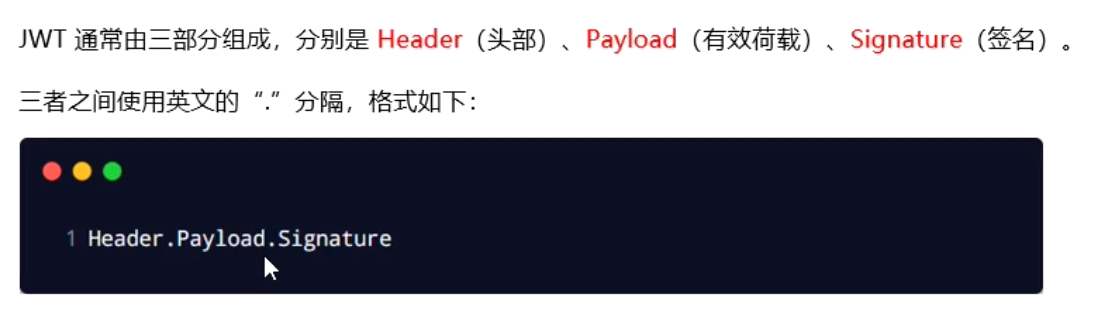 JWT 通常由三部分组成，分别是 Header（头部）、Payload（有效荷载）、Signature（签名）。
三者之间使用英文的“.”分隔，格式如下：
1 Header.Payload.Signature